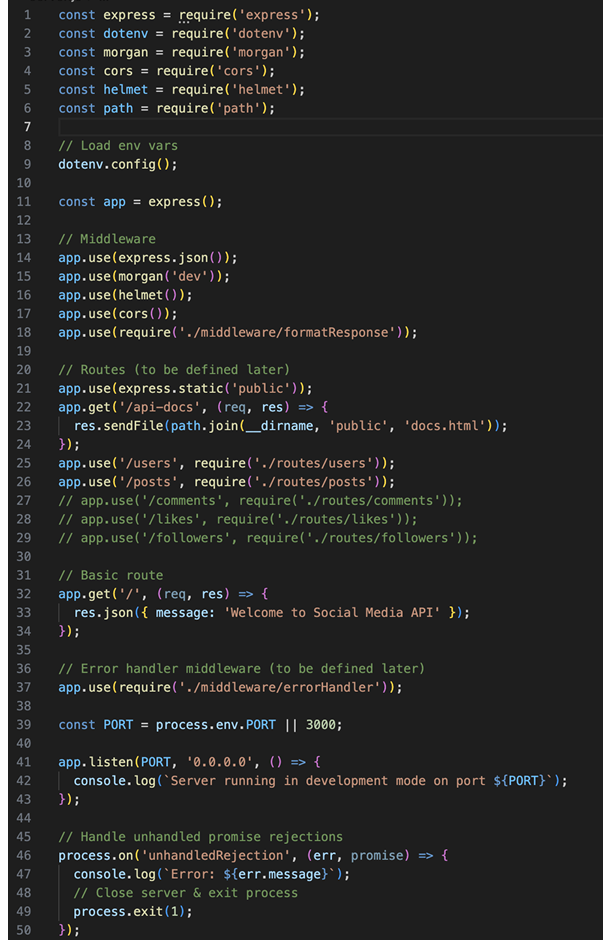 1 const express = require('express');
2 const dotenv = require('dotenv');
3 const morgan = require('morgan');
4 const cors = require('cors');
5 const helmet = require('helmet');
6 const path = require('path');
7
8 // Load env vars
9 dotenv.config();
10
11 const app = express();
12
13 // Middleware
14 app.use(express.json());
15 app.use(morgan('dev'));
16 app.use(helmet());
17 app.use(cors());
18 app.use(require('./middleware/formatResponse'));
19
20 // Routes (to be defined later)
21 app.use(express.static('public'));
22 app.get('/api-docs', (req, res) => {
23   res.sendFile(path.join(__dirname, 'public', 'docs.html'));
24 });
25 app.use('/users', require('./routes/users'));
26 app.use('/posts', require('./routes/posts'));
27 // app.use('/comments', require('./routes/comments'));
28 // app.use('/likes', require('./routes/likes'));
29 // app.use('/followers', require('./routes/followers'));
30
31 // Basic route
32 app.get('/', (req, res) => {
33   res.json({ message: 'Welcome to Social Media API' });
34 });
35
36 // Error handler middleware (to be defined later)
37 app.use(require('./middleware/errorHandler'));
38
39 const PORT = process.env.PORT || 3000;
40
41 app.listen(PORT, '0.0.0.0', () => {
42   console.log(`Server running in development mode on port ${PORT}`);
43 });
44
45 // Handle unhandled promise rejections
46 process.on('unhandledRejection', (err, promise) => {
47   console.log(`Error: ${err.message}`);
48   // Close server & exit process
49   process.exit(1);
50 });